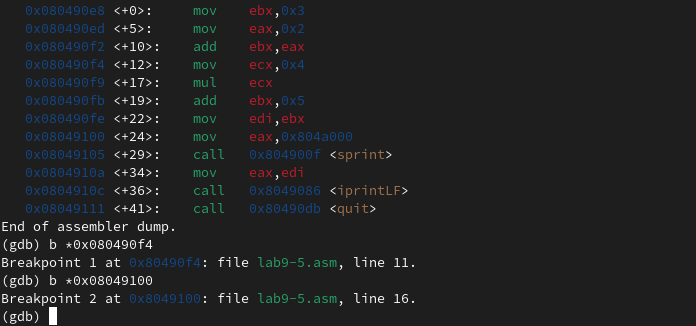 0x080490e8 <+0>:     mov    ebx,0x3
0x080490ed <+5>:     mov    eax,0x2
0x080490f2 <+10>:    add    ebx,eax
0x080490f4 <+12>:    mov    ecx,0x4
0x080490f9 <+17>:    mul    ecx
0x080490fb <+19>:    add    ebx,0x5
0x080490fe <+22>:    mov    edi,ebx
0x08049100 <+24>:    mov    eax,0x804a000
0x08049105 <+29>:    call   0x804900f <sprint>
0x0804910a <+34>:    mov    eax,edi
0x0804910c <+36>:    call   0x8049086 <iprintLF>
0x08049111 <+41>:    call   0x80490db <quit>
End of assembler dump.
(gdb) b *0x080490f4
Breakpoint 1 at 0x80490f4: file lab9-5.asm, line 11.
(gdb) b *0x08049100
Breakpoint 2 at 0x8049100: file lab9-5.asm, line 16.
(gdb)